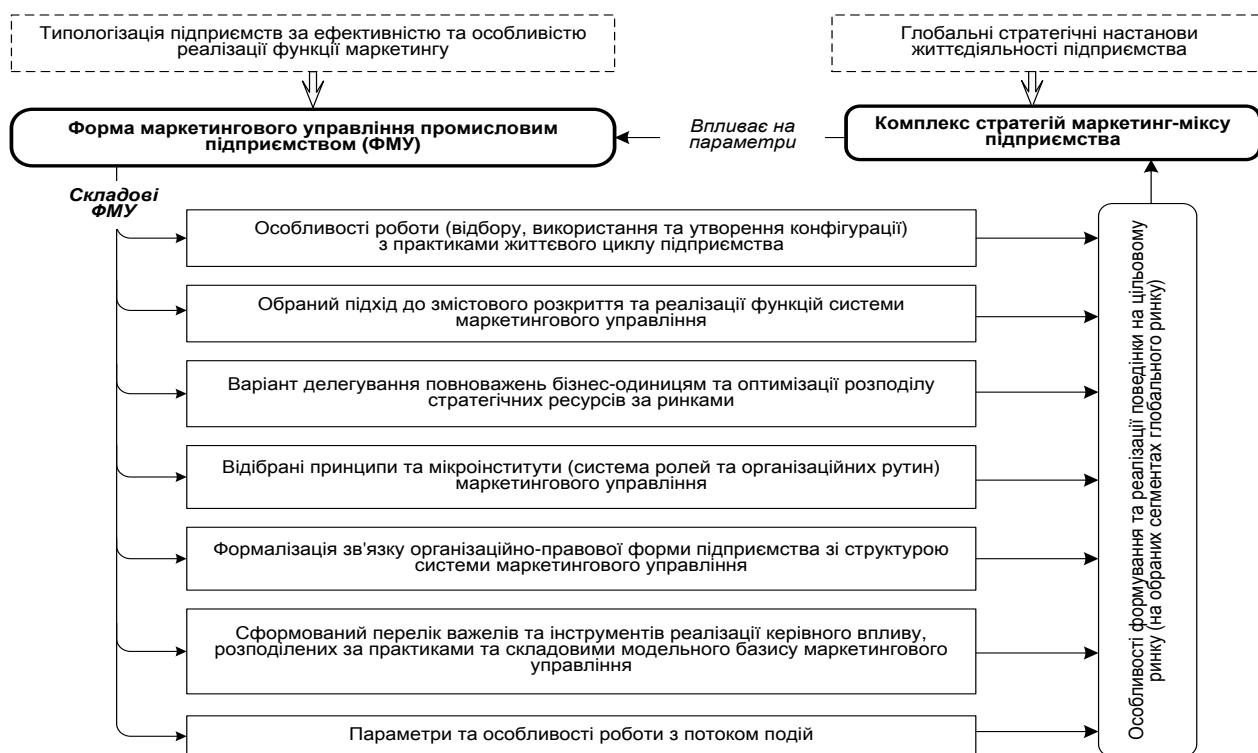 Типологізація підприємств за ефективністю та особливістю
реалізації функції маркетингу
Глобальні стратегічні настанови
життєдіяльності підприємства
Форма маркетингового управління промисловим
підприємством (ФМУ)
Впливає на
параметри
Комплекс стратегій маркетинг-міксу
підприємства
Складові
ФМУ
Особливості роботи (відбору, використання та утворення конфігурації)
з практиками життєвого циклу підприємства
Обраний підхід до змістового розкриття та реалізації функцій системи
маркетингового управління
Варіант делегування повноважень бізнес-одиницям та оптимізації розподілу
стратегічних ресурсів за ринками
Відібрані принципи та мікроінститути (система ролей та організаційних рутин)
маркетингового управління
Формалізація зв'язку організаційно-правової форми підприємства зі структурою
системи маркетингового управління
Сформований перелік важелів та інструментів реалізації керівного впливу,
розподілених за практиками та складовими модельного базису маркетингового
управління
Параметри та особливості роботи з потоком подій
Особливості формування та реалізації поведінки на цільовому
ринку (на обраних сегментах глобального ринку)